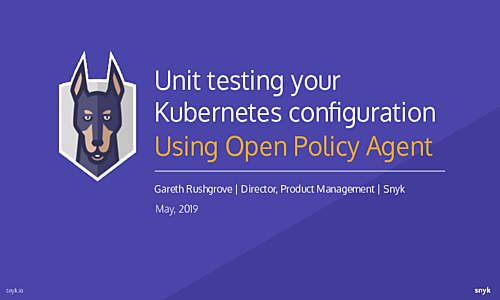 Unit testing your
Kubernetes configuration
Using Open Policy Agent
Gareth Rushgrove | Director, Product Management | Snyk
May, 2019
snyk.io
snyk